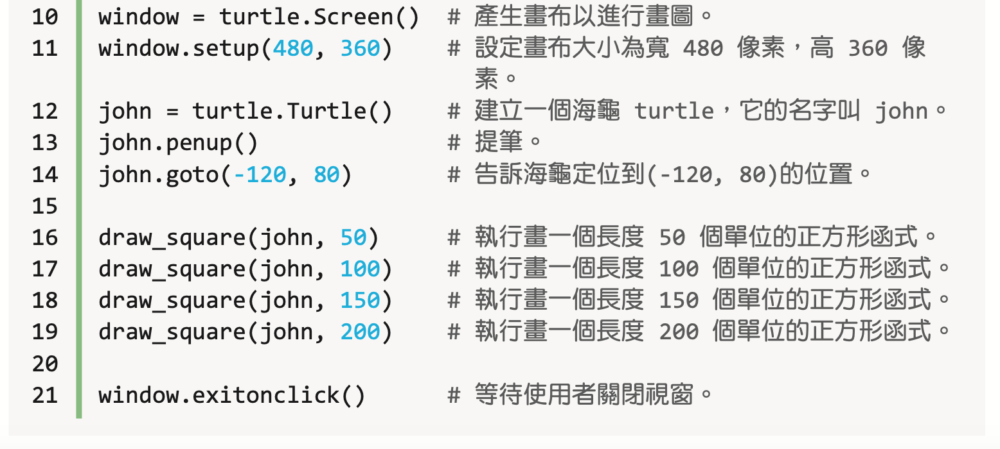 10 window = turtle.Screen() # 產生畫布以進行畫圖。
11 window.setup(480, 360) # 設定畫布大小為寬 480 像素，高 360 像
素。
12 john = turtle.Turtle() # 建立一個海龜 turtle，它的名字叫 john。
13 john.penup() # 提筆。
14 john.goto(-120, 80) # 告訴海龜定位到(-120, 80)的位置。
15
16 draw_square(john, 50) # 執行畫一個長度 50 個單位的正方形函式。
17 draw_square(john, 100) # 執行畫一個長度 100 個單位的正方形函式。
18 draw_square(john, 150) # 執行畫一個長度 150 個單位的正方形函式。
19 draw_square(john, 200) # 執行畫一個長度 200 個單位的正方形函式。
20
21 window.exitonclick() # 等待使用者關閉視窗。